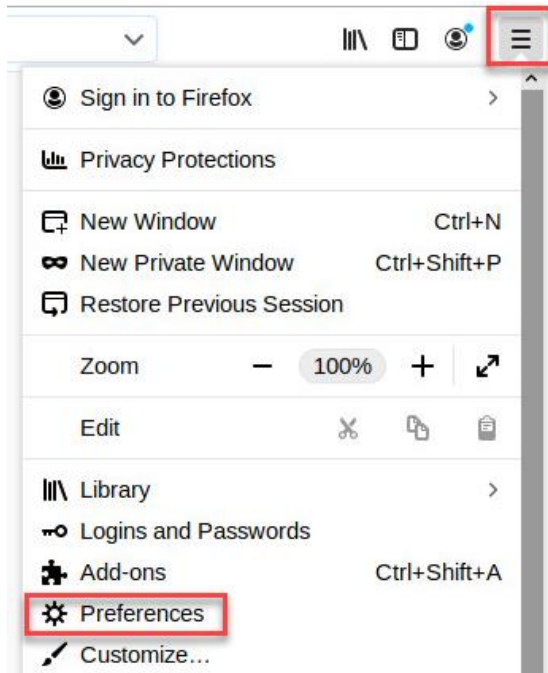 Sign in to Firefox
Privacy Protections
New Window Ctrl+N
New Private Window Ctrl+Shift+P
Restore Previous Session
Zoom − 100% +
Edit
Library
Logins and Passwords
Add-ons Ctrl+Shift+A
Preferences
Customize...